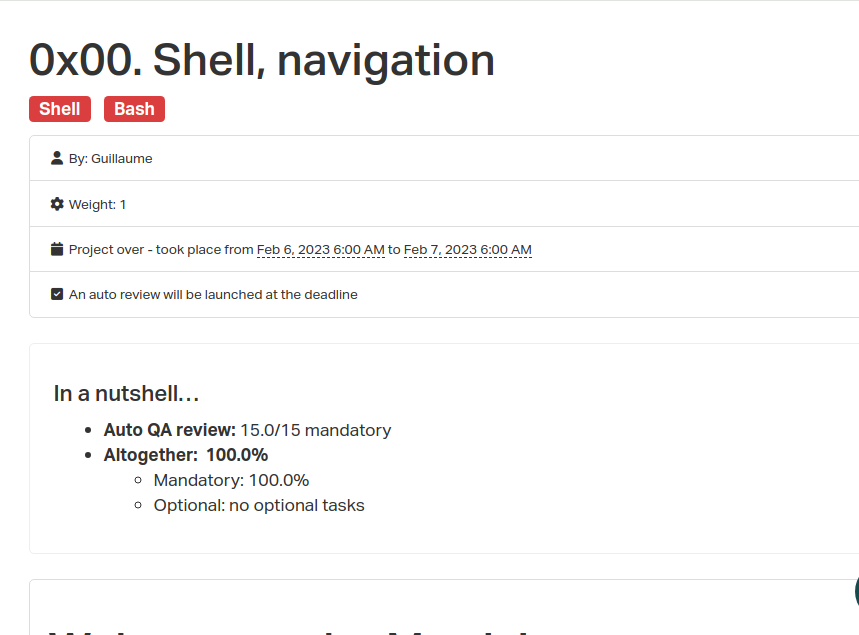 0x00. Shell, navigation
Shell Bash
By: Guillaume
Weight: 1
Project over - took place from Feb 6, 2023 6:00 AM to Feb 7, 2023 6:00 AM
An auto review will be launched at the deadline
In a nutshell…
Auto QA review: 15.0/15 mandatory
Altogether: 100.0%
Mandatory: 100.0%
Optional: no optional tasks